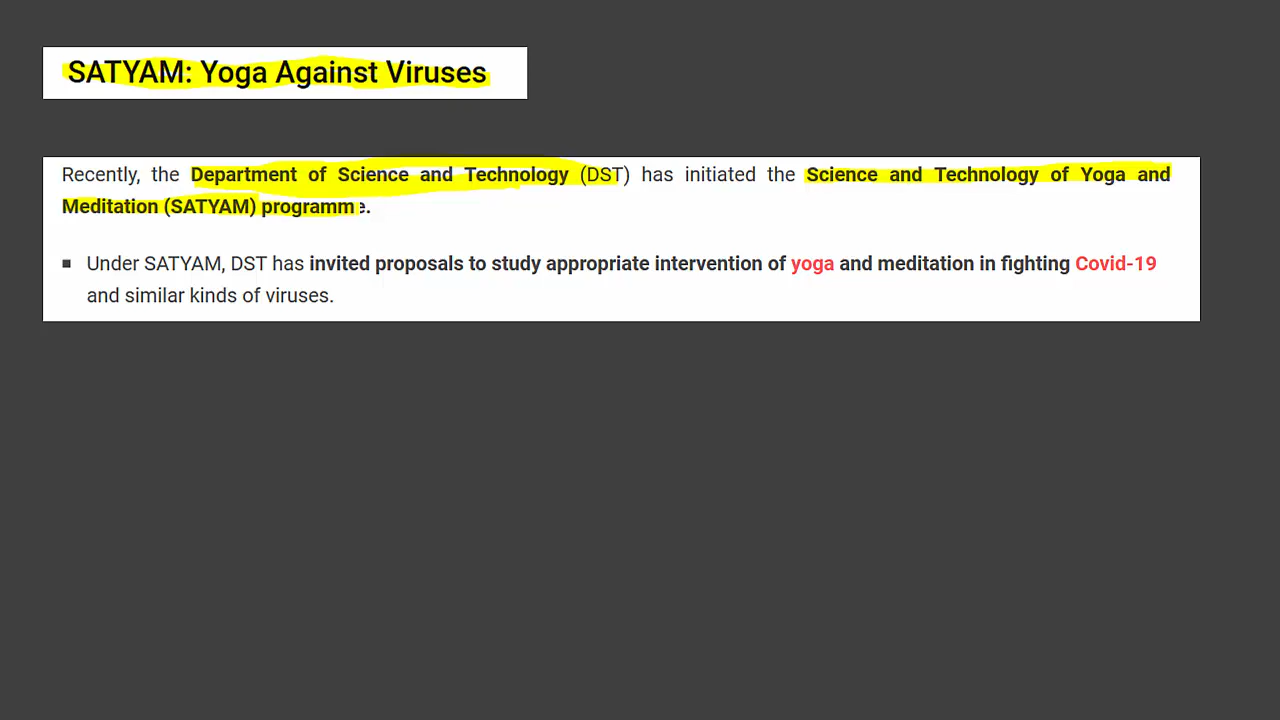 SATYAM: Yoga Against Viruses
Recently, the Department of Science and Technology (DST) has initiated the Science and Technology of Yoga and
Meditation (SATYAM) programme.
▪ Under SATYAM, DST has invited proposals to study appropriate intervention of yoga and meditation in fighting Covid-19
and similar kinds of viruses.